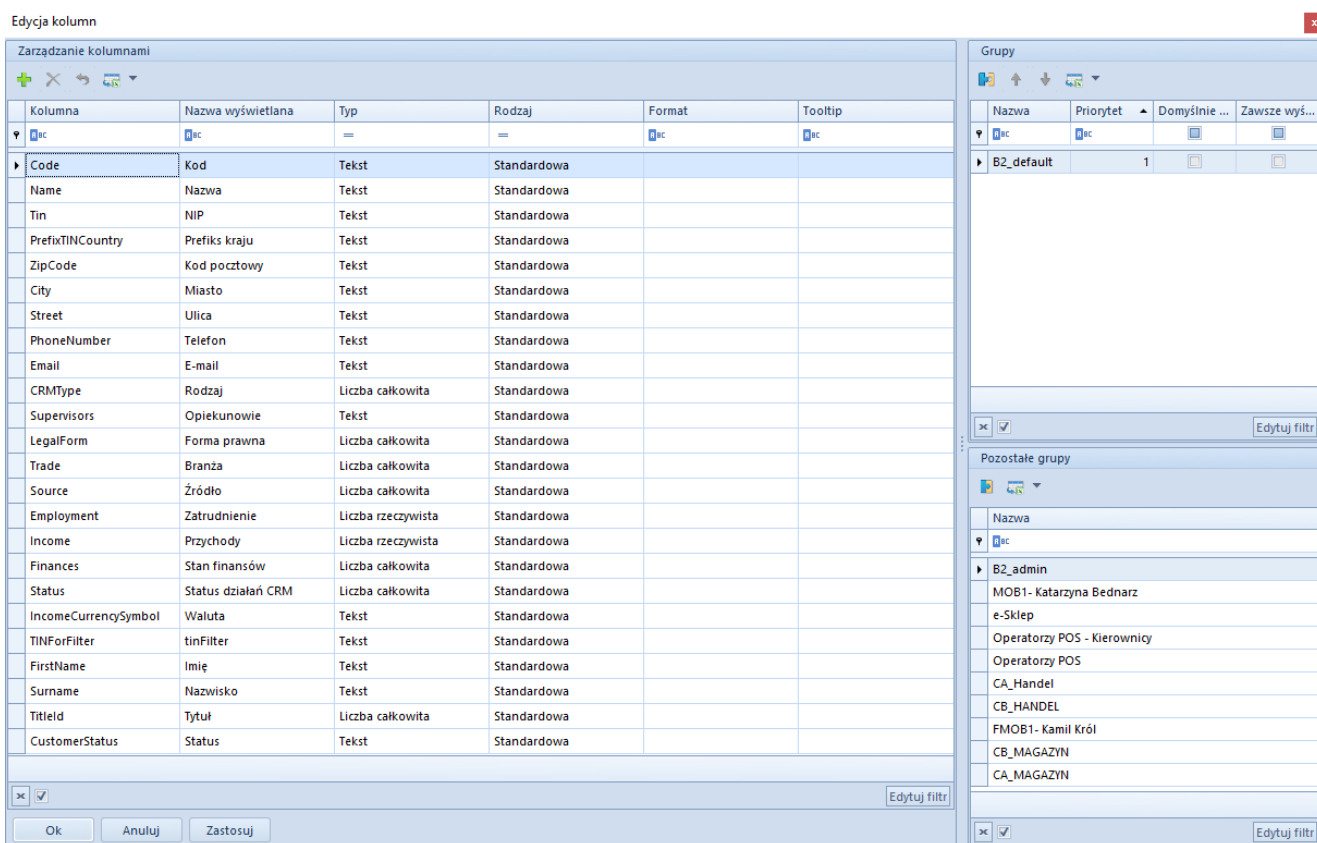 Edycja kolumn
x
Zarządzanie kolumnami
Kolumna Nazwa wyświetlana Typ Rodzaj Format Tooltip
ABC ABC = = ABC ABC
Code Kod Tekst Standardowa
Name Nazwa Tekst Standardowa
Tin NIP Tekst Standardowa
PrefixTINCountry Prefiks kraju Tekst Standardowa
ZipCode Kod pocztowy Tekst Standardowa
City Miasto Tekst Standardowa
Street Ulica Tekst Standardowa
PhoneNumber Telefon Tekst Standardowa
Email E-mail Tekst Standardowa
CRMType Rodzaj Liczba całkowita Standardowa
Supervisors Opiekunowie Tekst Standardowa
LegalForm Forma prawna Liczba całkowita Standardowa
Trade Branża Liczba całkowita Standardowa
Source Źródło Liczba całkowita Standardowa
Employment Zatrudnienie Liczba rzeczywista Standardowa
Income Przychody Liczba rzeczywista Standardowa
Finances Stan finansów Liczba całkowita Standardowa
Status Status działań CRM Liczba całkowita Standardowa
IncomeCurrencySymbol Waluta Tekst Standardowa
TINForFilter tinFilter Tekst Standardowa
FirstName Imię Tekst Standardowa
Surname Nazwisko Tekst Standardowa
TitleId Tytuł Liczba całkowita Standardowa
CustomerStatus Status Tekst Standardowa
Edytuj filtr
Ok Anuluj Zastosuj
Grupy
Nazwa Priorytet Domyślnie ... Zawsze wyś...
ABC ABC
B2_default 1
Edytuj filtr
Pozostałe grupy
Nazwa
ABC
B2_admin
MOB1- Katarzyna Bednarz
e-Sklep
Operatorzy POS - Kierownicy
Operatorzy POS
CA_Handel
CB_HANDEL
FMOB1- Kamil Król
CB_MAGAZYN
CA_MAGAZYN
Edytuj filtr